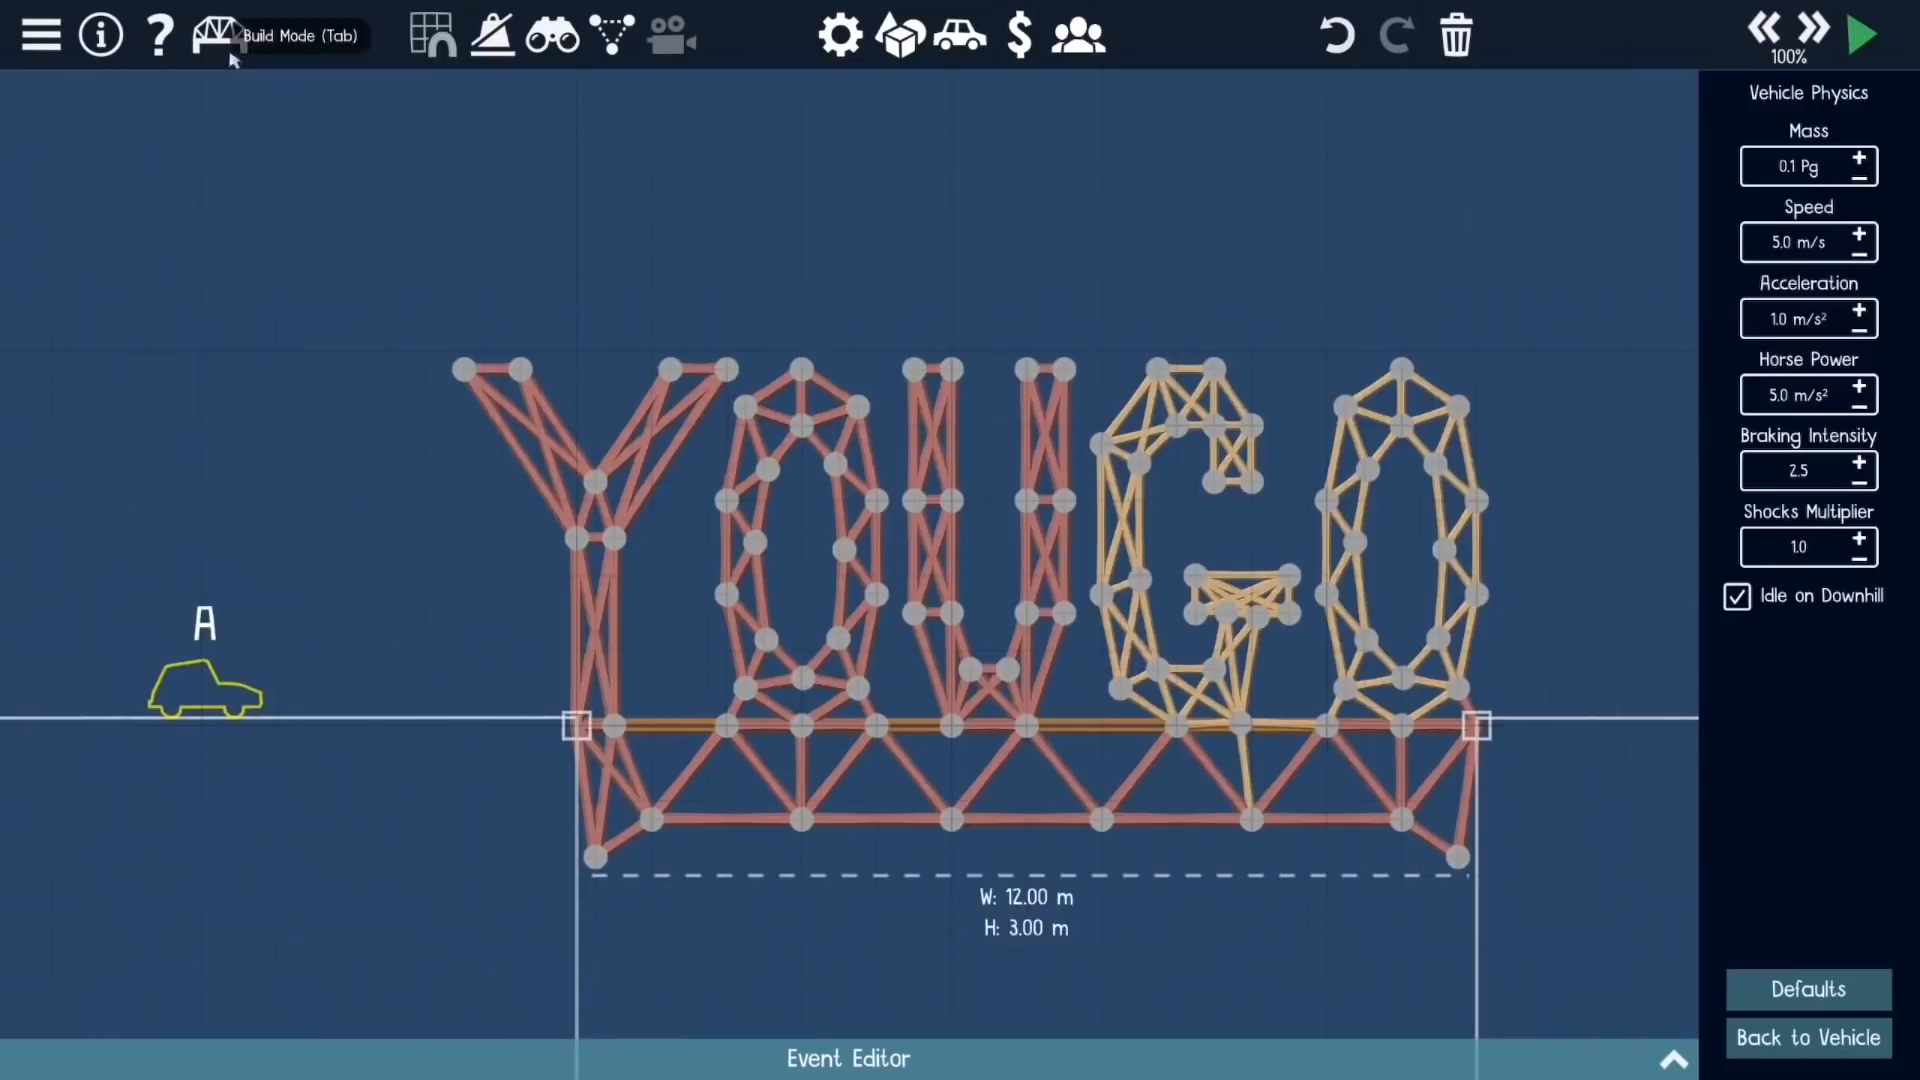 Build Mode (Tab)
100%
Vehicle Physics
Mass
0.1 Pg
Speed
5.0 m/s
Acceleration
1.0 m/s²
Horse Power
5.0 m/s²
Braking Intensity
2.5
Shocks Multiplier
1.0
Idle on Downhill
YOU GO
A
W: 12.00 m
H: 3.00 m
Defaults
Back to Vehicle
Event Editor